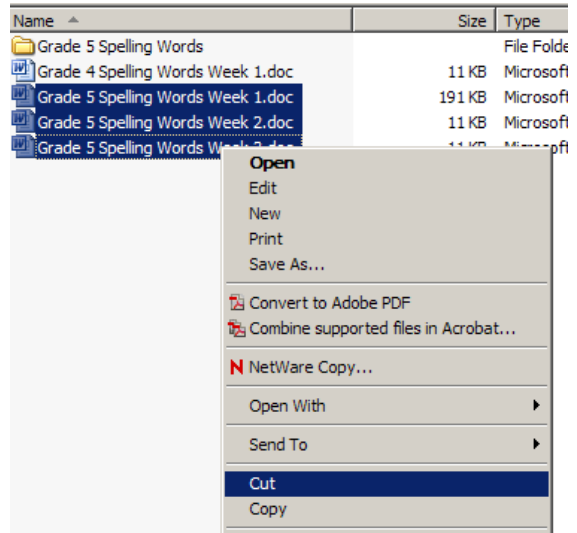 Name Size Type
Grade 5 Spelling Words File Folde
Grade 4 Spelling Words Week 1.doc 11 KB Microsoft
Grade 5 Spelling Words Week 1.doc 191 KB Microsoft
Grade 5 Spelling Words Week 2.doc 11 KB Microsoft
Grade 5 Spelling Words 11 KB Microsoft
Open
Edit
New
Print
Save As...
Convert to Adobe PDF
Combine supported files in Acrobat...
N NetWare Copy...
Open With
Send To
Cut
Copy